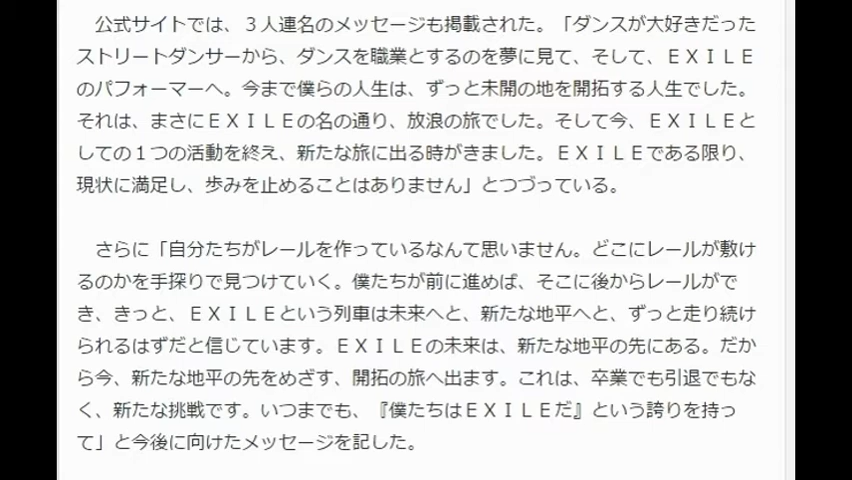 公式サイトでは、３人連名のメッセージも掲載された。「ダンスが大好きだった
ストリートダンサーから、ダンスを職業とするのを夢に見て、そして、ＥＸＩＬＥ
のパフォーマーへ。今まで僕らの人生は、ずっと未開の地を開拓する人生でした。
それは、まさにＥＸＩＬＥの名の通り、放浪の旅でした。そして今、ＥＸＩＬＥと
しての１つの活動を終え、新たな旅に出る時がきました。ＥＸＩＬＥである限り、
現状に満足し、歩みを止めることはありません」とつづっている。
　さらに「自分たちがレールを作っているなんて思いません。どこにレールが敷け
るのかを手探りで見つけていく。僕たちが前に進めば、そこに後からレールがで
き、きっと、ＥＸＩＬＥという列車は未来へと、新たな地平へと、ずっと走り続け
られるはずだと信じています。ＥＸＩＬＥの未来は、新たな地平の先にある。だか
ら今、新たな地平の先をめざす、開拓の旅へ出ます。これは、卒業でも引退でもな
く、新たな挑戦です。いつまでも、『僕たちはＥＸＩＬＥだ』という誇りを持っ
て」と今後に向けたメッセージを記した。